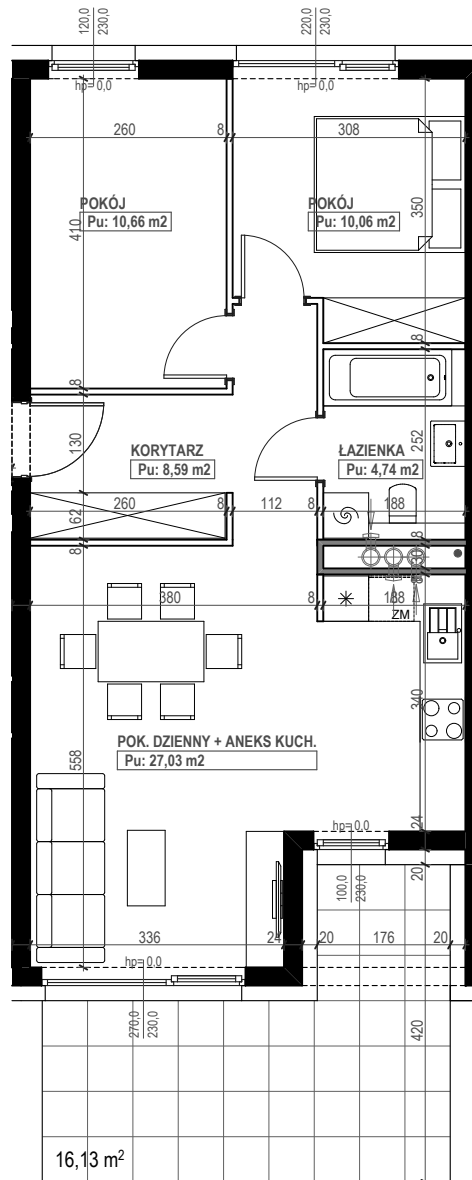 120,0
230,0
220,0
230,0
hp=0,0
hp=0,0
260
8
308
POKÓJ
Pu: 10,66 m2
POKÓJ
Pu: 10,06 m2
410
350
8
8
130
KORYTARZ
Pu: 8,59 m2
ŁAZIENKA
Pu: 4,74 m2
252
62
260
8
112
188
8
8
30
380
8
188
ZM
340
POK. DZIENNY + ANEKS KUCH.
Pu: 27,03 m2
558
hp=0,0
24
100,0
230,0
20
336
24
20
176
20
hp=0,0
270,0
230,0
420
16,13 m²